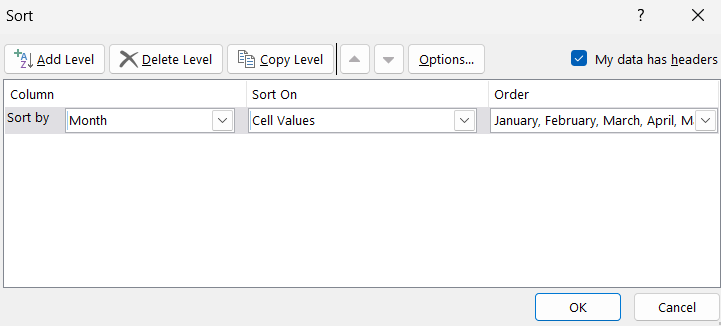 Sort ?
Add Level Delete Level Copy Level Options... My data has headers
Column Sort On Order
Sort by Month Cell Values January, February, March, April, M
OK Cancel